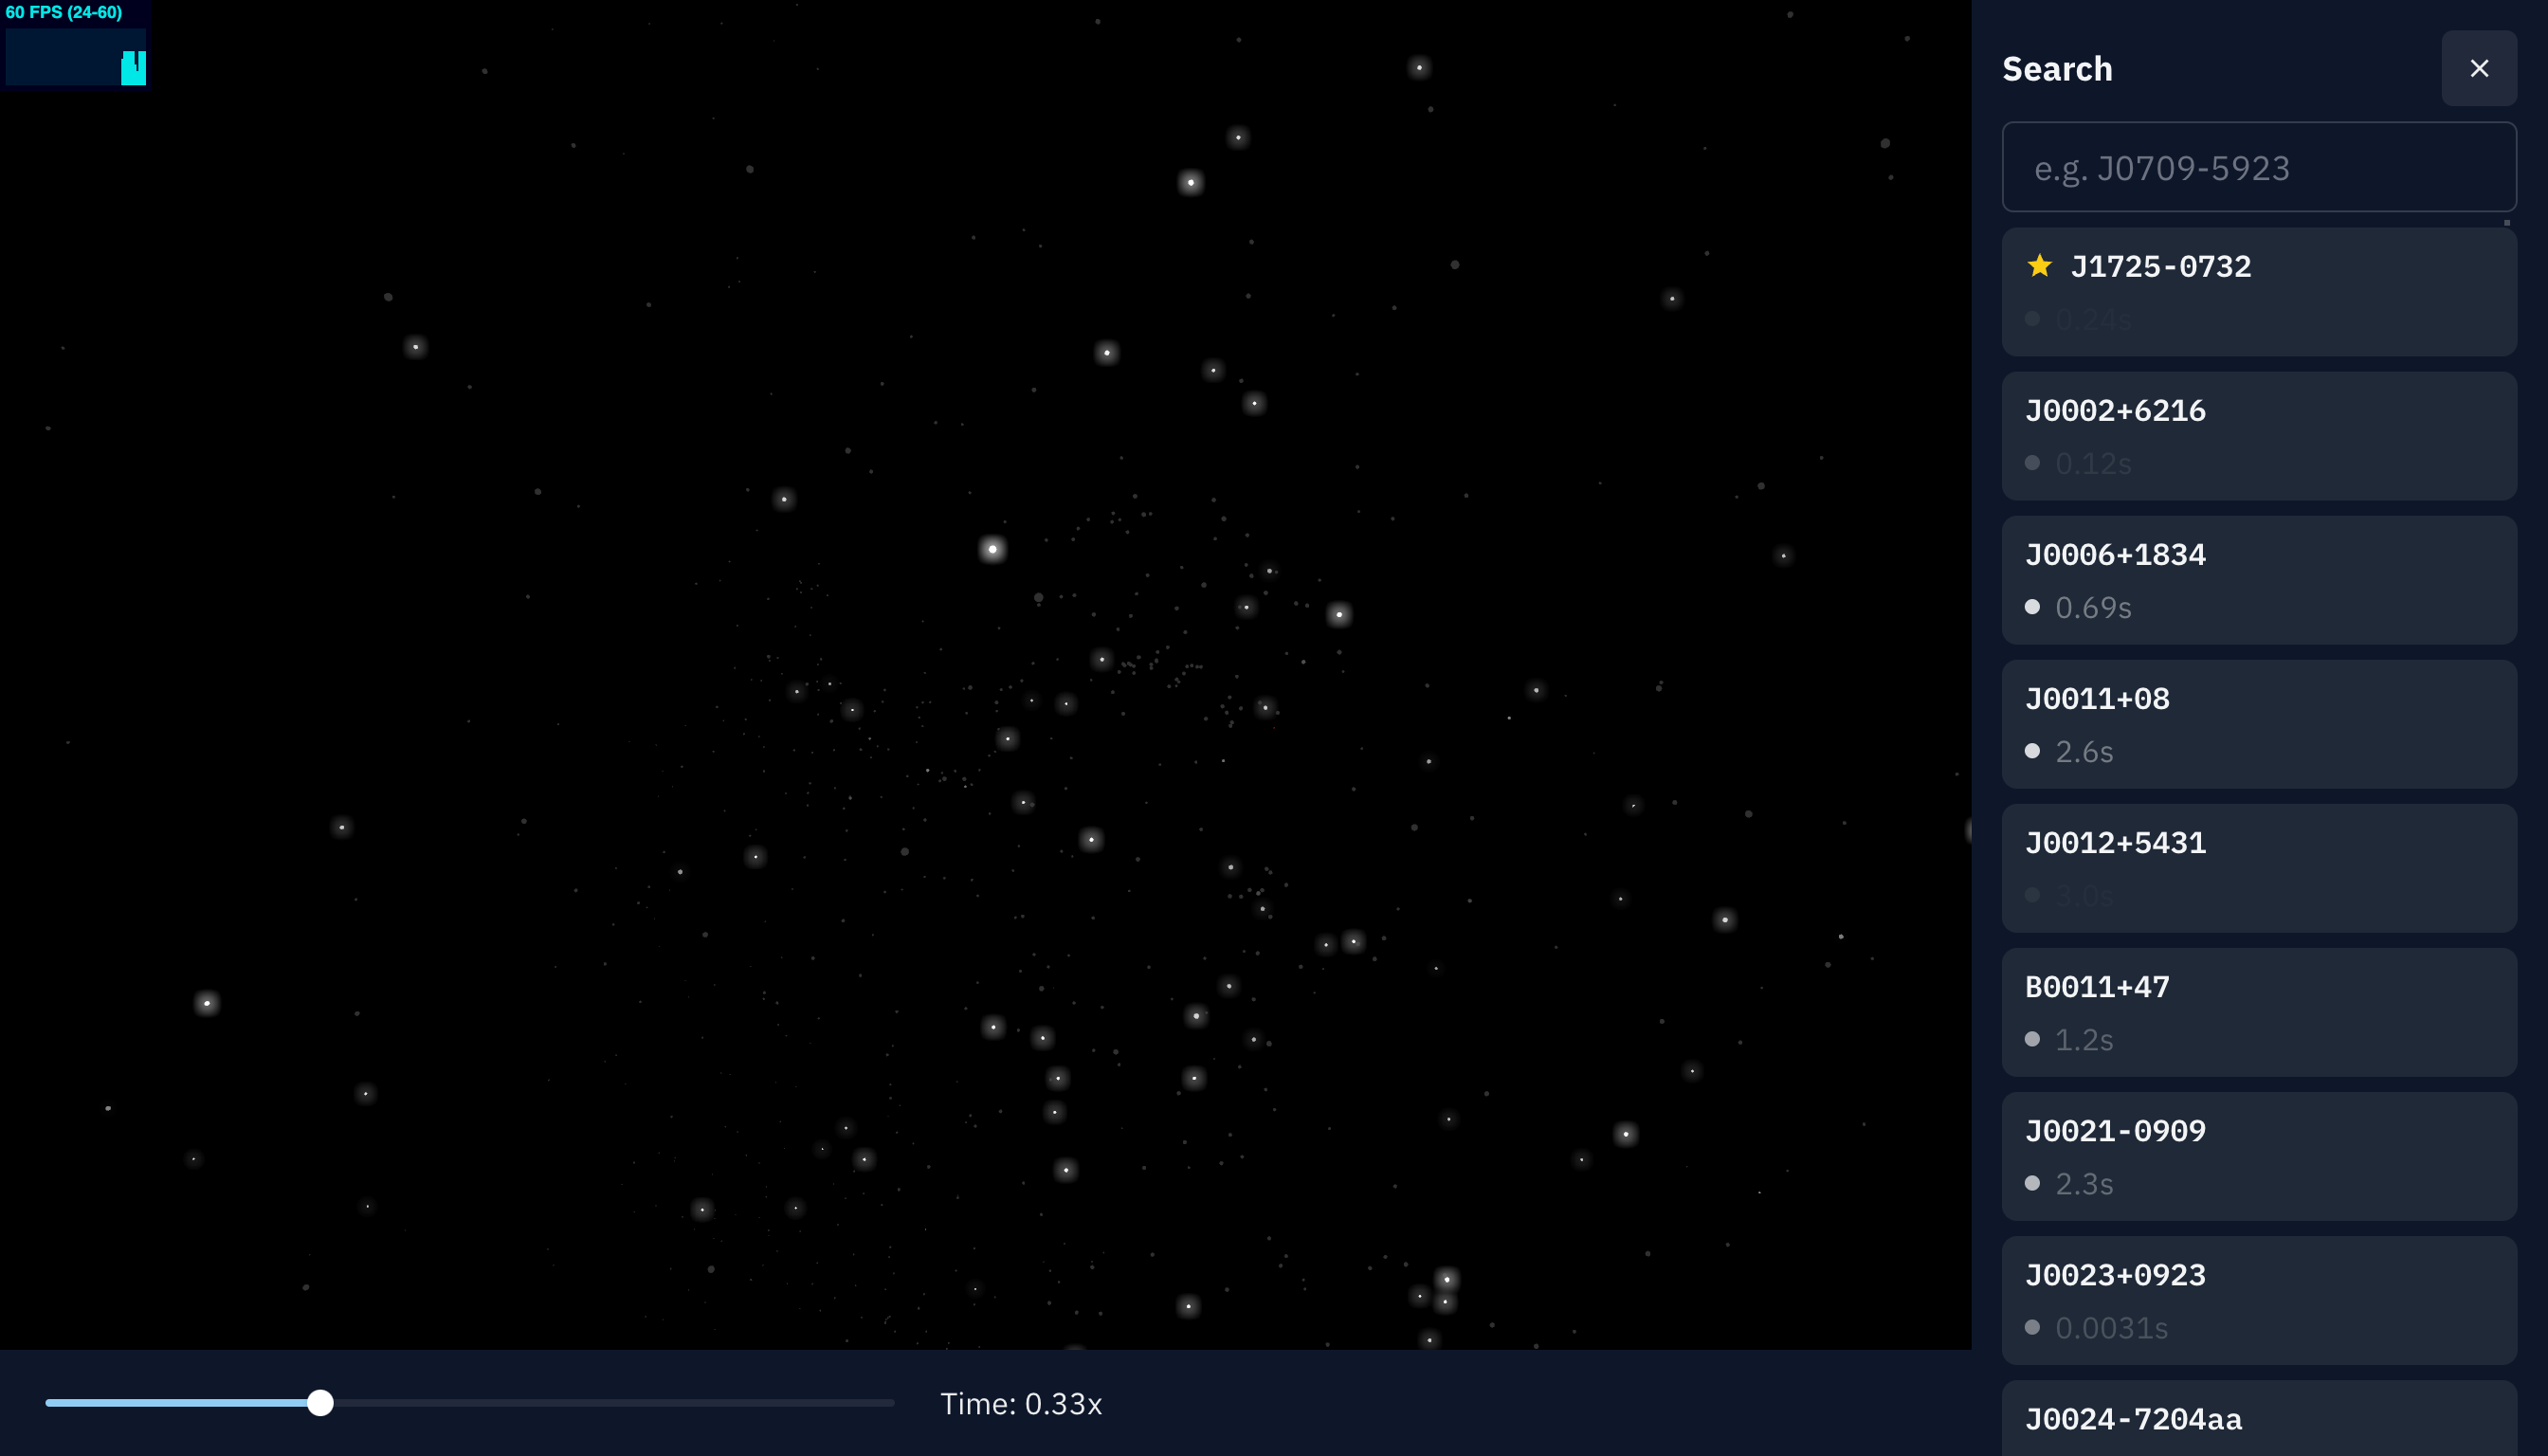 60 FPS (24-60)
Search
e.g. J0709-5923
J1725-0732
0.24s
J0002+6216
0.12s
J0006+1834
0.69s
J0011+08
2.6s
J0012+5431
3.0s
B0011+47
1.2s
J0021-0909
2.3s
J0023+0923
0.0031s
J0024-7204aa
Time: 0.33x